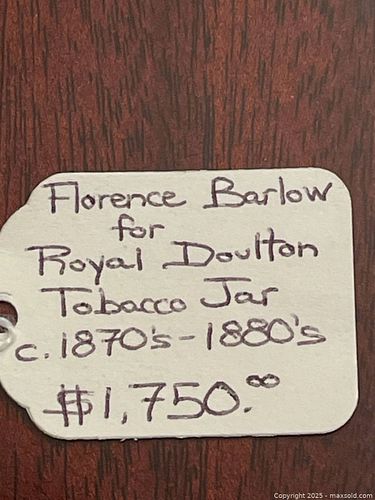 Florence Barlow
for
Royal Doulton
Tobacco Jar
c. 1870's - 1880's
$1,750.00
Copyright 2025 - maxsold.com